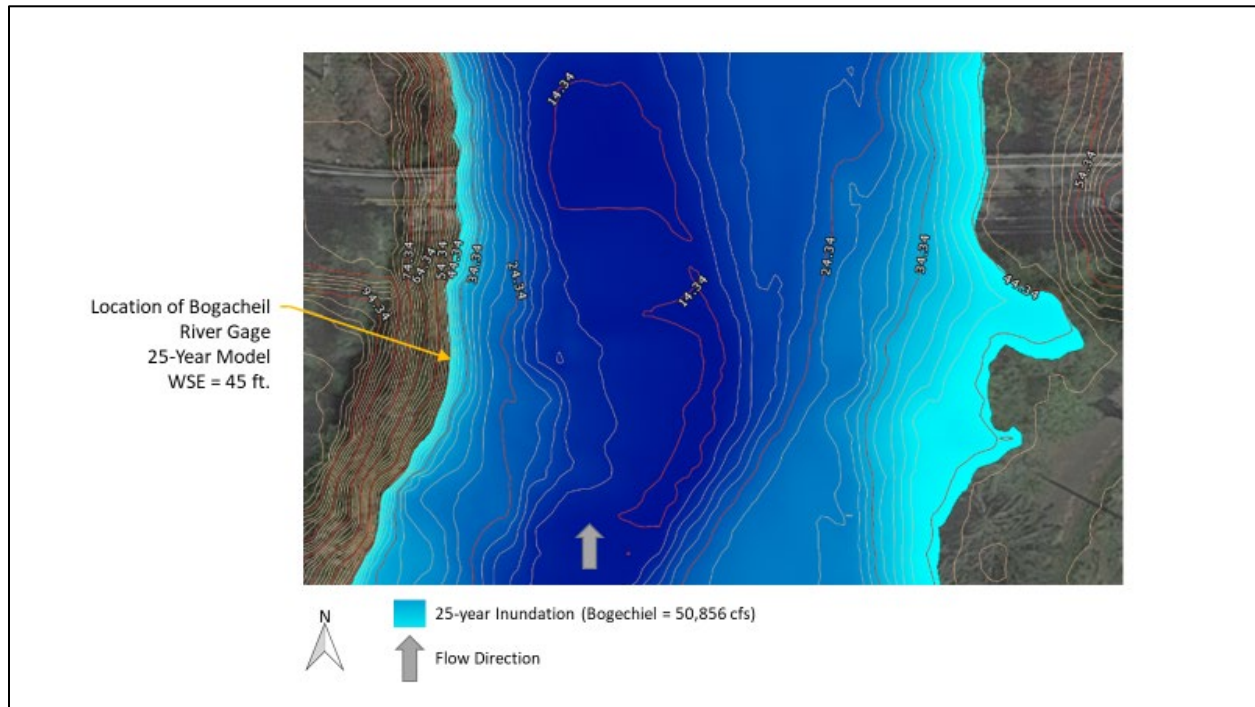 14.34
54.34
74.34
64.34
54.34
44.34
34.34
24.34
24.34
34.34
44.34
94.34
14.34
Location of Bogacheil
River Gage
25-Year Model
WSE = 45 ft.
N
25-year Inundation (Bogechiel = 50,856 cfs)
Flow Direction